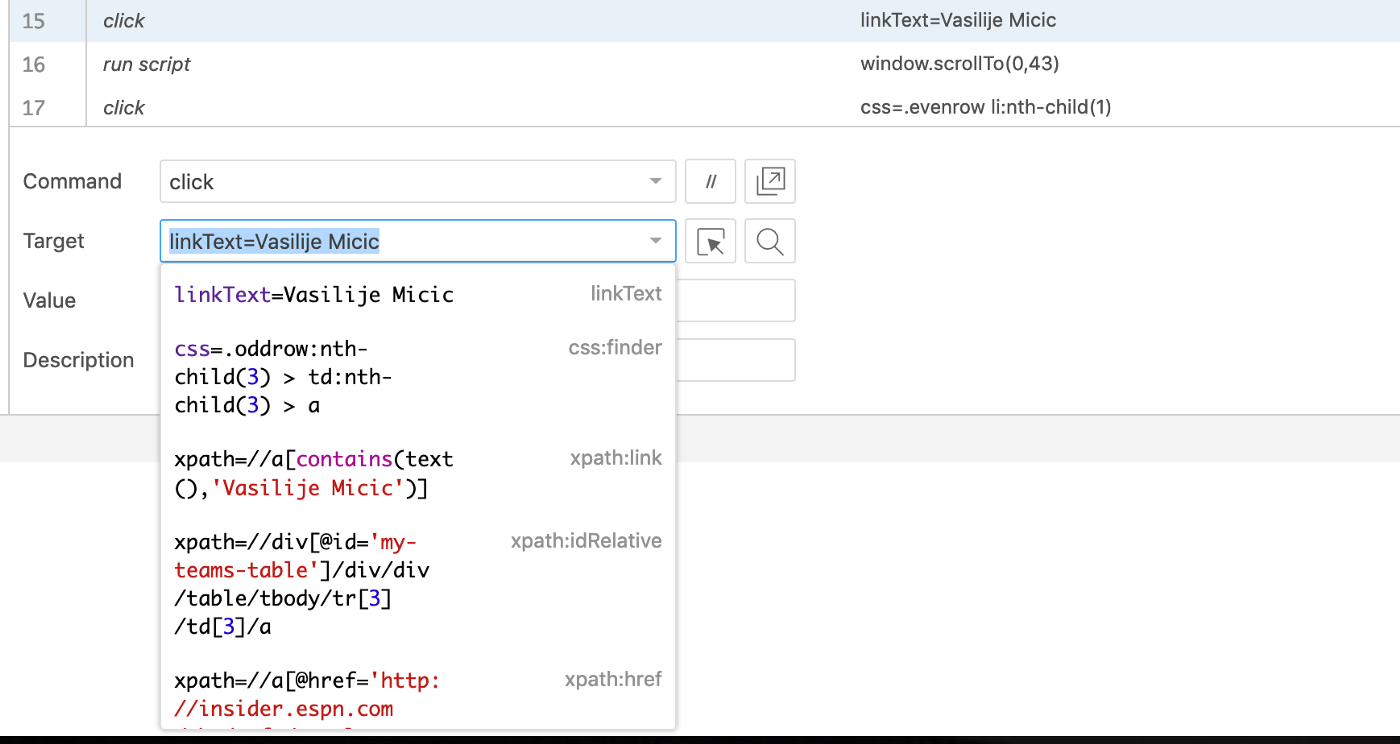 15 click linkText=Vasilije Micic
16 run script window.scrollTo(0,43)
17 click css=.evenrow li:nth-child(1)
Command click //
Target linkText=Vasilije Micic
Value
Description
linkText=Vasilije Micic linkText
css=.oddrow:nth- css:finder
child(3) > td:nth-
child(3) > a
xpath=//a[contains(text xpath:link
(),'Vasilije Micic')]
xpath=//div[@id='my- xpath:idRelative
teams-table']/div/div
/table/tbody/tr[3]
/td[3]/a
xpath=//a[@href='http: xpath:href
//insider.espn.com